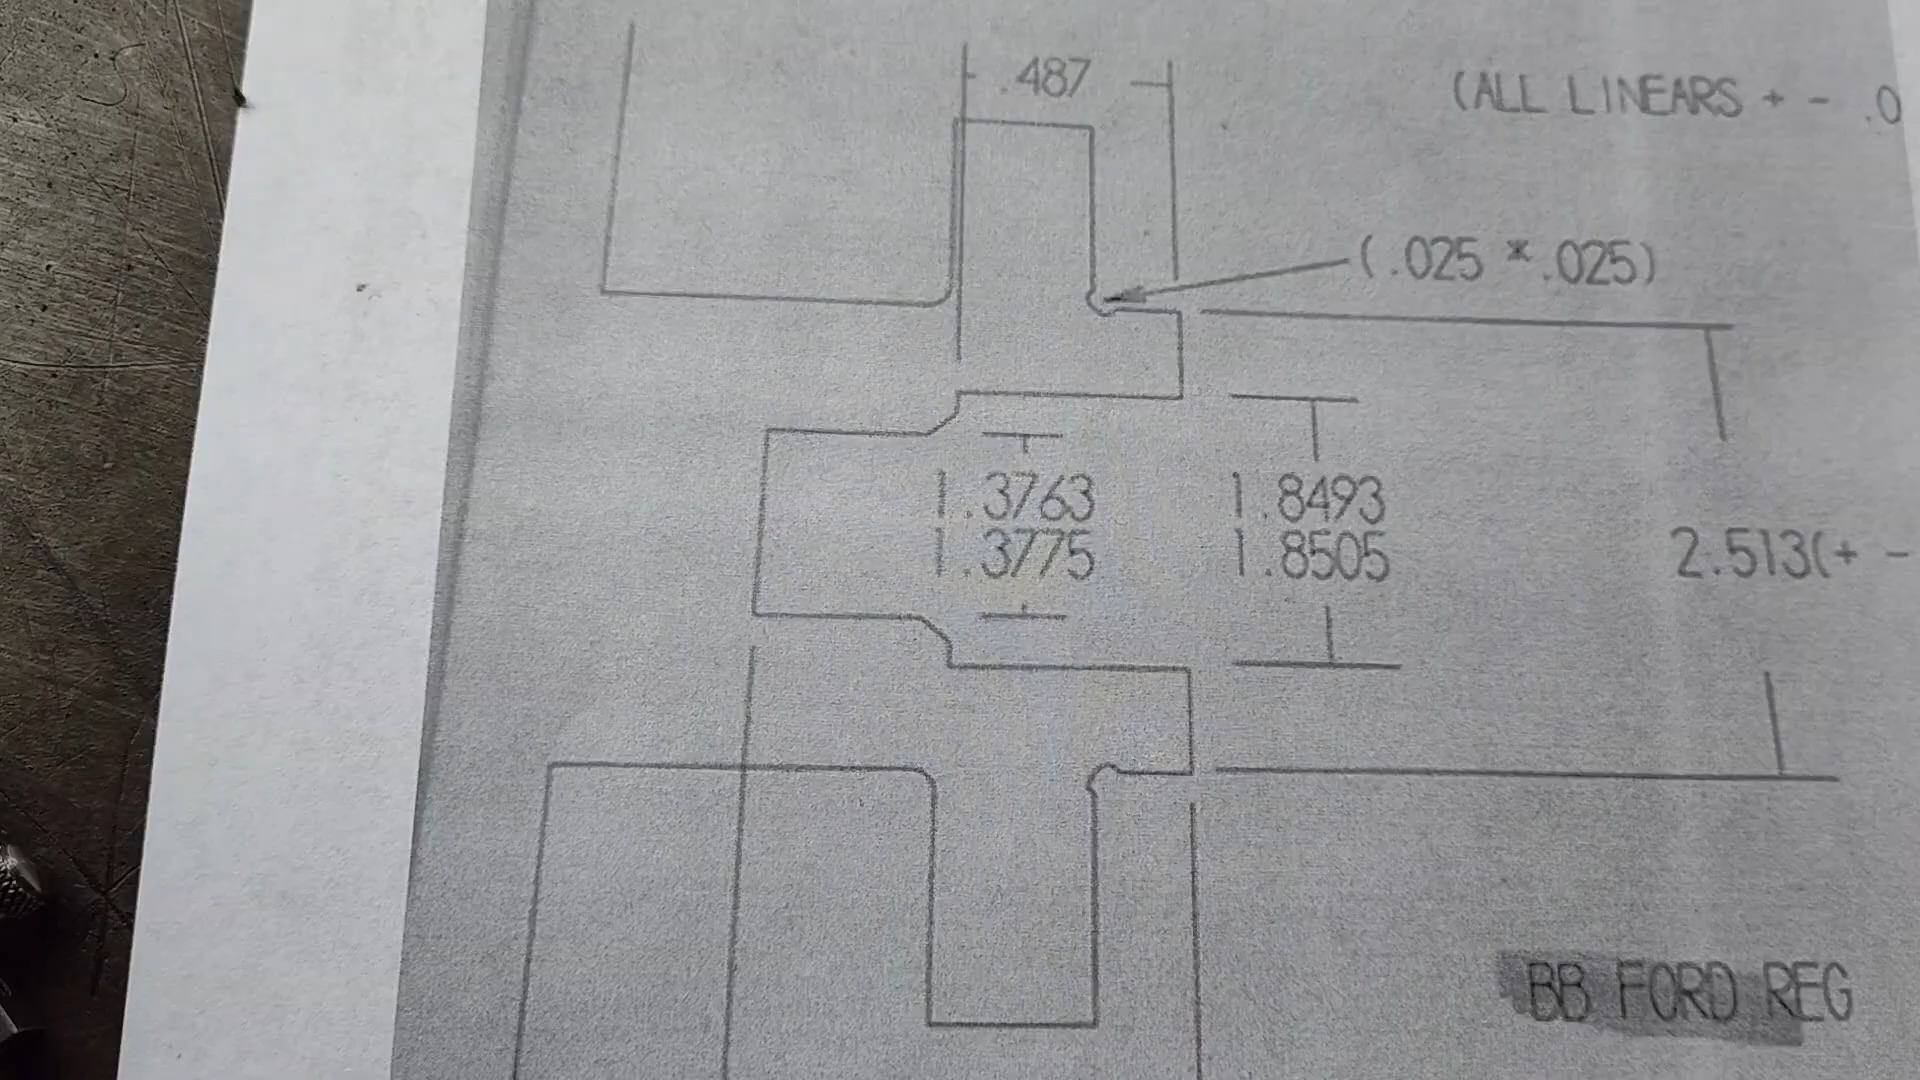 .487
(ALL LINEARS + - .0
(.025 * .025)
1.3763
1.3775
1.8493
1.8505
2.513(+ -
BB FORD REG